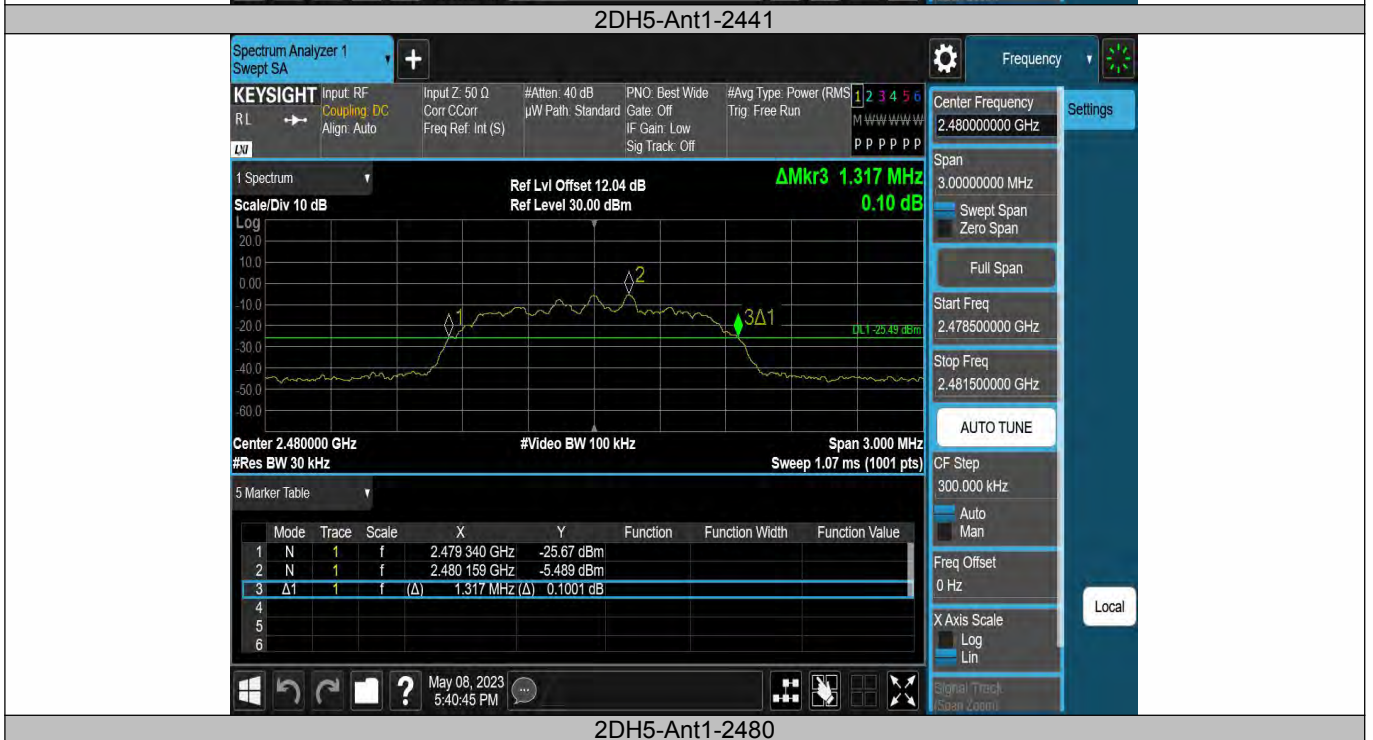 2DH5-Ant1-2441
Spectrum Analyzer 1
Swept SA
+
Frequency
KEYSIGHT
RL
LXI
Input: RF
Coupling: DC
Align: Auto
Input Z: 50 Ω
Corr CCorr
Freq Ref: Int (S)
#Atten: 40 dB
µW Path: Standard
PNO: Best Wide
Gate: Off
IF Gain: Low
Sig Track: Off
#Avg Type: Power (RMS
Trig: Free Run
1 2 3 4 5 6
M W W W W W
P P P P P P
Center Frequency
2.480000000 GHz
Settings
Span
3.00000000 MHz
Swept Span
Zero Span
Full Span
Start Freq
2.478500000 GHz
Stop Freq
2.481500000 GHz
AUTO TUNE
CF Step
300.000 kHz
Auto
Man
Freq Offset
0 Hz
X Axis Scale
Log
Lin
Signal Track
(Span Zoom)
Local
1 Spectrum
Scale/Div 10 dB
Ref Lvl Offset 12.04 dB
Ref Level 30.00 dBm
ΔMkr3 1.317 MHz
0.10 dB
Log
20.0
10.0
0.00
-10.0
-20.0
-30.0
-40.0
-50.0
-60.0
1
2
3Δ1
DL1 -25.49 dBm
Center 2.480000 GHz
#Video BW 100 kHz
Span 3.000 MHz
#Res BW 30 kHz
Sweep 1.07 ms (1001 pts)
5 Marker Table
Mode Trace Scale X Y Function Function Width Function Value
1 N 1 f 2.479 340 GHz -25.67 dBm
2 N 1 f 2.480 159 GHz -5.489 dBm
3 Δ1 1 f (Δ) 1.317 MHz (Δ) 0.1001 dB
4
5
6
?
May 08, 2023
5:40:45 PM
2DH5-Ant1-2480